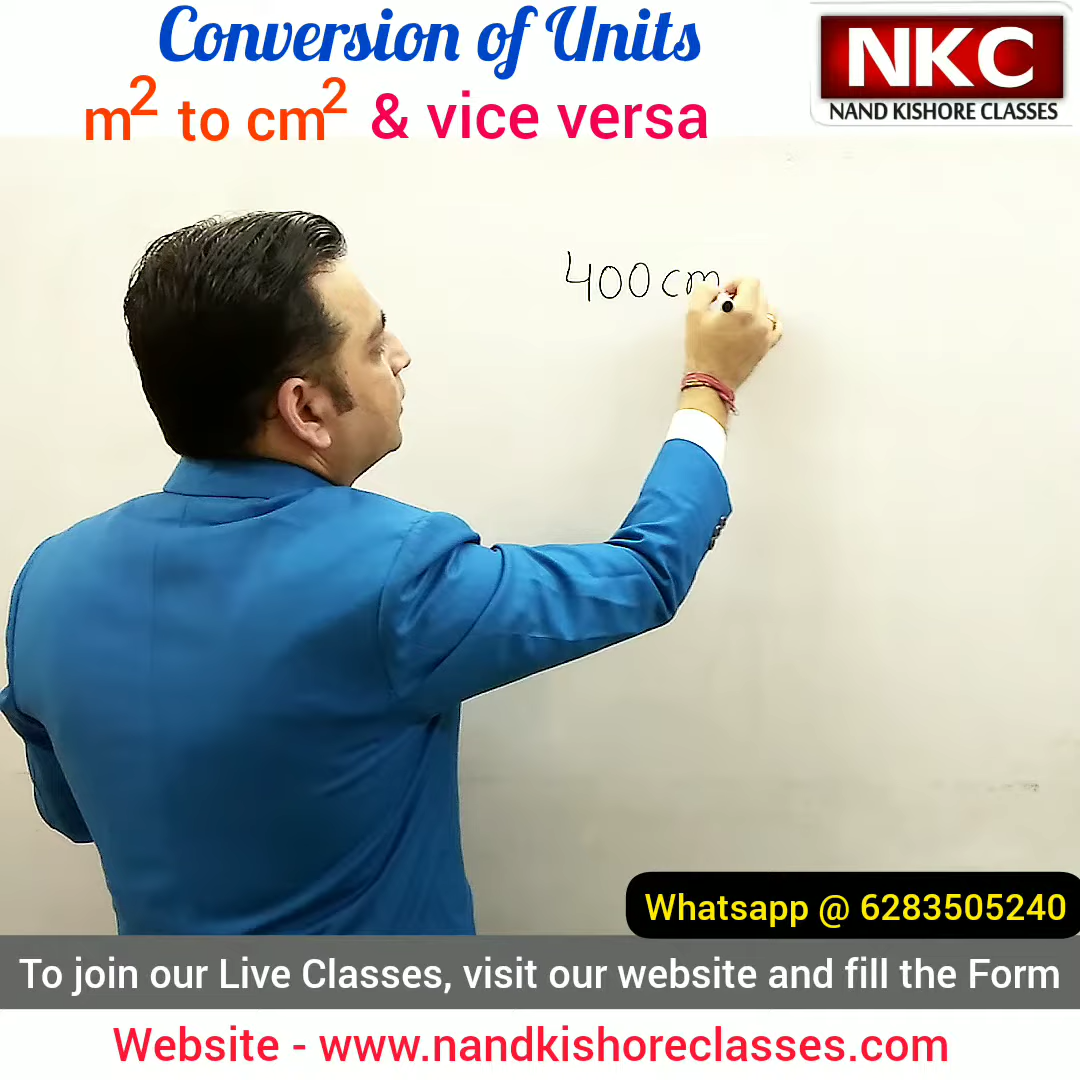 Conversion of Units
m² to cm² & vice versa
NKC
NAND KISHORE CLASSES
400 cm
Whatsapp @ 6283505240
To join our Live Classes, visit our website and fill the Form
Website - www.nandkishoreclasses.com